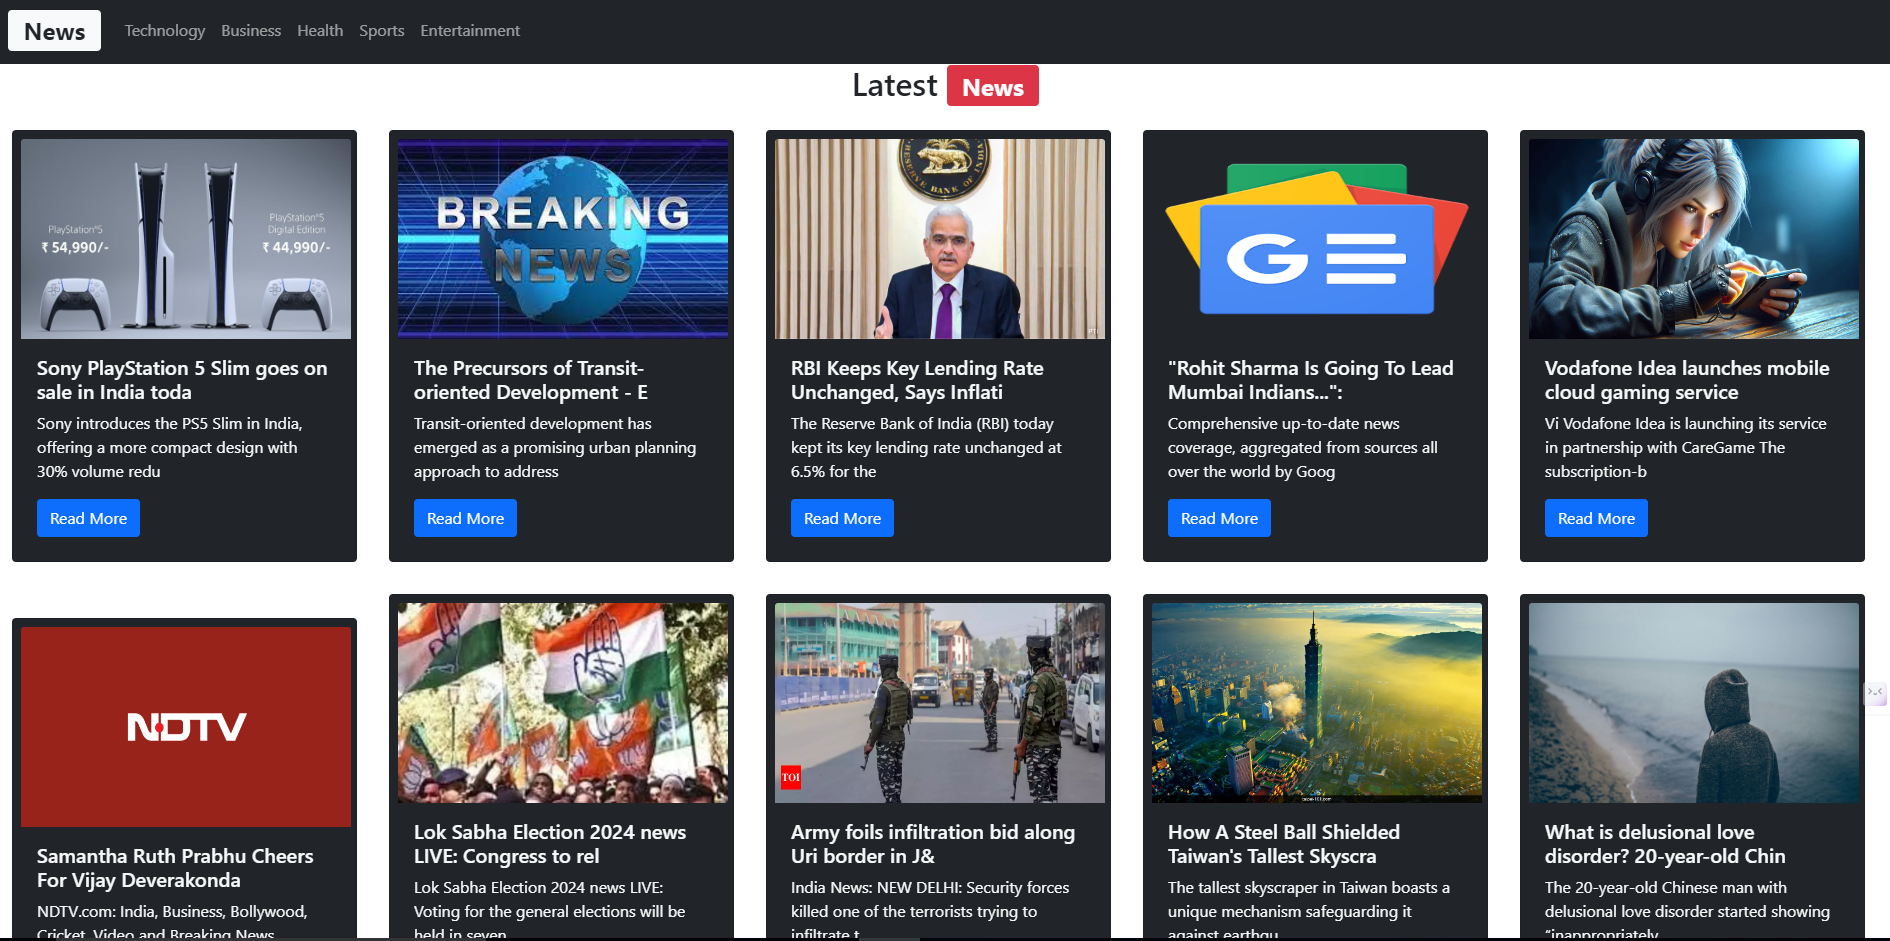 News Technology Business Health Sports Entertainment
Latest News
PlayStation®5
₹ 54,990/-
PlayStation®5
Digital Edition
₹ 44,990/-
Sony PlayStation 5 Slim goes on
sale in India toda
Sony introduces the PS5 Slim in India,
offering a more compact design with
30% volume redu
Read More
BREAKING
NEWS
The Precursors of Transit-
oriented Development - E
Transit-oriented development has
emerged as a promising urban planning
approach to address
Read More
RESERVE BANK OF INDIA
PTI
RBI Keeps Key Lending Rate
Unchanged, Says Inflati
The Reserve Bank of India (RBI) today
kept its key lending rate unchanged at
6.5% for the
Read More
G
"Rohit Sharma Is Going To Lead
Mumbai Indians...":
Comprehensive up-to-date news
coverage, aggregated from sources all
over the world by Goog
Read More
Vodafone Idea launches mobile
cloud gaming service
Vi Vodafone Idea is launching its service
in partnership with CareGame The
subscription-b
Read More
NDTV
Samantha Ruth Prabhu Cheers
For Vijay Deverakonda
NDTV.com: India, Business, Bollywood,
Cricket, Video and Breaking News
Lok Sabha Election 2024 news
LIVE: Congress to rel
Lok Sabha Election 2024 news LIVE:
Voting for the general elections will be
held in seven
TOI
Army foils infiltration bid along
Uri border in J&
India News: NEW DELHI: Security forces
killed one of the terrorists trying to
infiltrate t
How A Steel Ball Shielded
Taiwan's Tallest Skyscra
The tallest skyscraper in Taiwan boasts a
unique mechanism safeguarding it
against earthqu
What is delusional love
disorder? 20-year-old Chin
The 20-year-old Chinese man with
delusional love disorder started showing
“inappropriately